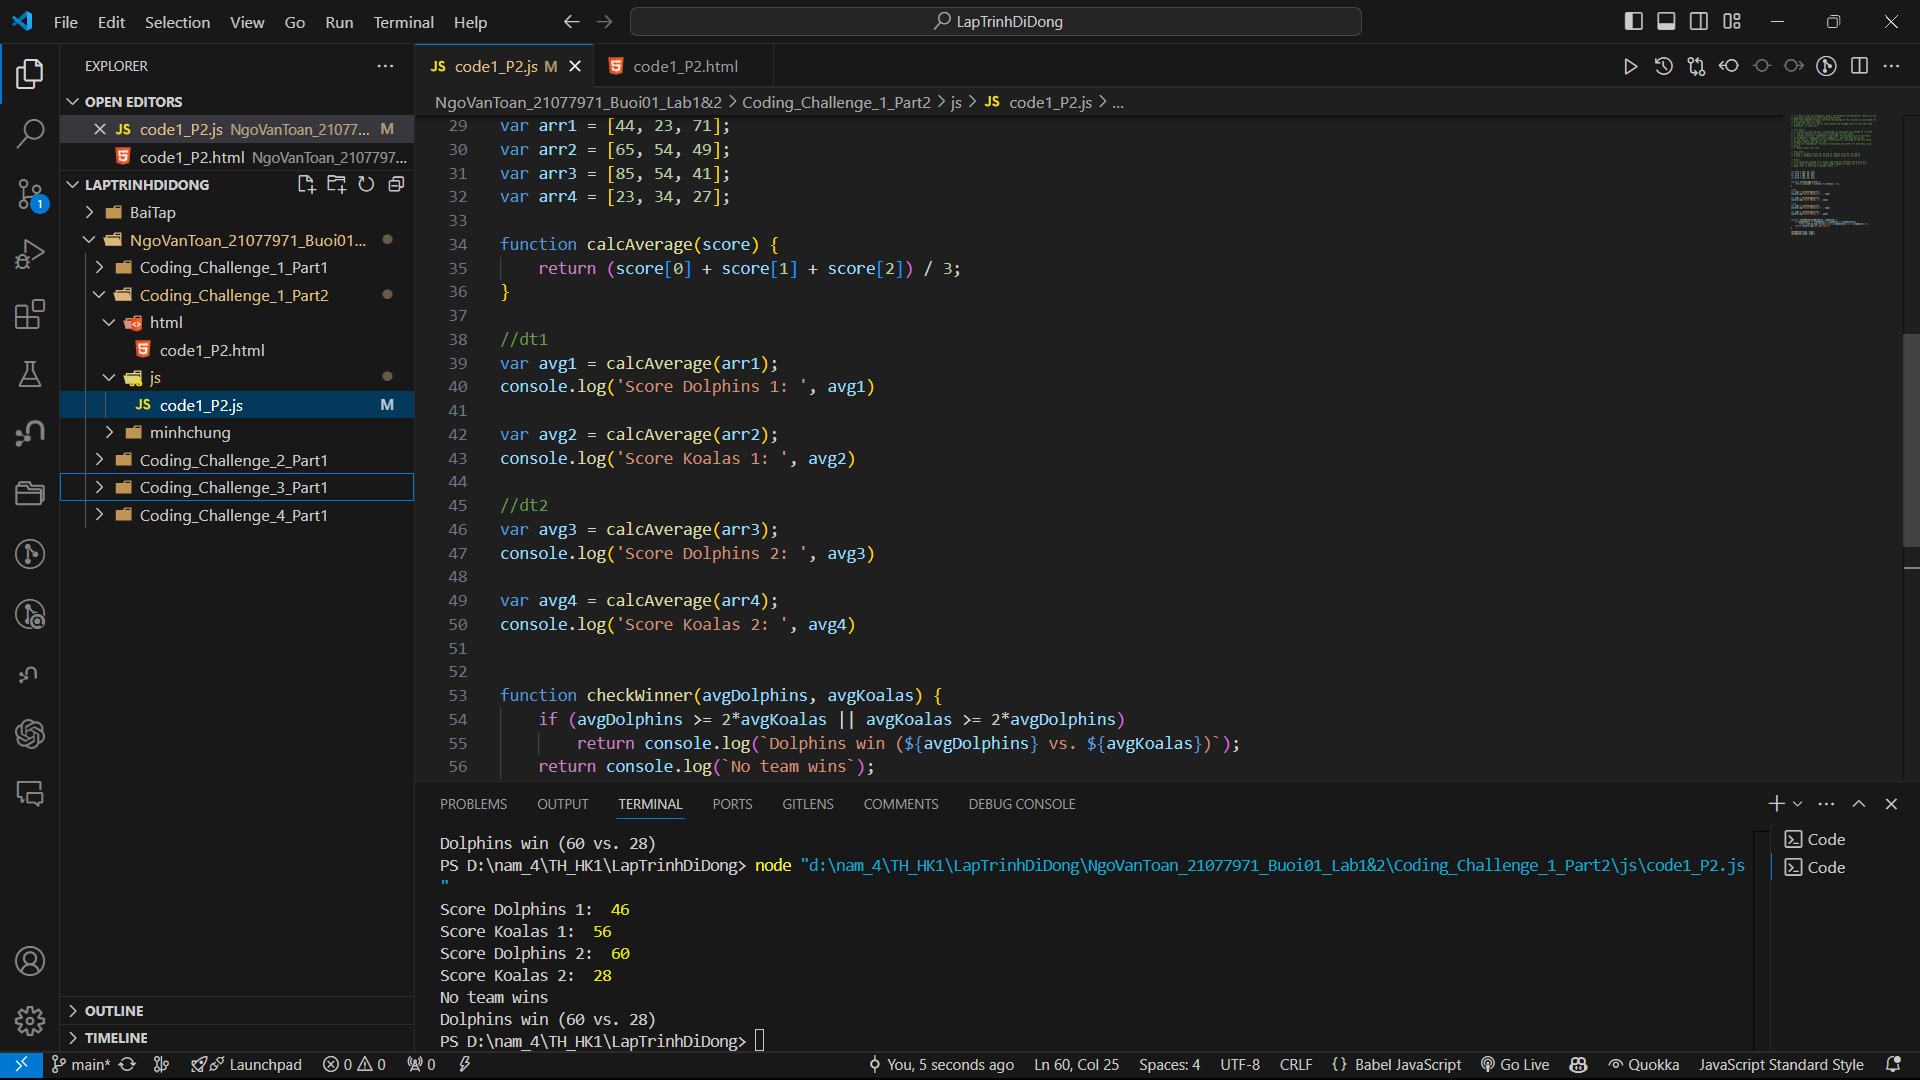 File Edit Selection View Go Run Terminal Help
LapTrinhDiDong
EXPLORER
OPEN EDITORS
JS code1_P2.js NgoVanToan_21077... M
code1_P2.html NgoVanToan_2107797...
LAPTRINHDIDONG
BaiTap
NgoVanToan_21077971_Buoi01...
Coding_Challenge_1_Part1
Coding_Challenge_1_Part2
html
code1_P2.html
js
JS code1_P2.js M
minhchung
Coding_Challenge_2_Part1
Coding_Challenge_3_Part1
Coding_Challenge_4_Part1
OUTLINE
TIMELINE
1
JS code1_P2.js M
code1_P2.html
NgoVanToan_21077971_Buoi01_Lab1&2 > Coding_Challenge_1_Part2 > js > JS code1_P2.js > ...
29 var arr1 = [44, 23, 71];
30 var arr2 = [65, 54, 49];
31 var arr3 = [85, 54, 41];
32 var arr4 = [23, 34, 27];
33
34 function calcAverage(score) {
35 return (score[0] + score[1] + score[2]) / 3;
36 }
37
38 //dt1
39 var avg1 = calcAverage(arr1);
40 console.log('Score Dolphins 1: ', avg1)
41
42 var avg2 = calcAverage(arr2);
43 console.log('Score Koalas 1: ', avg2)
44
45 //dt2
46 var avg3 = calcAverage(arr3);
47 console.log('Score Dolphins 2: ', avg3)
48
49 var avg4 = calcAverage(arr4);
50 console.log('Score Koalas 2: ', avg4)
51
52
53 function checkWinner(avgDolphins, avgKoalas) {
54 if (avgDolphins >= 2*avgKoalas || avgKoalas >= 2*avgDolphins)
55 return console.log(`Dolphins win (${avgDolphins} vs. ${avgKoalas})`);
56 return console.log(`No team wins`);
PROBLEMS OUTPUT TERMINAL PORTS GITLENS COMMENTS DEBUG CONSOLE
Dolphins win (60 vs. 28)
PS D:\nam_4\TH_HK1\LapTrinhDiDong> node "d:\nam_4\TH_HK1\LapTrinhDiDong\NgoVanToan_21077971_Buoi01_Lab1&2\Coding_Challenge_1_Part2\js\code1_P2.js
"
Score Dolphins 1: 46
Score Koalas 1: 56
Score Dolphins 2: 60
Score Koalas 2: 28
No team wins
Dolphins win (60 vs. 28)
PS D:\nam_4\TH_HK1\LapTrinhDiDong>
Code
Code
main* Launchpad 0 0 0 You, 5 seconds ago Ln 60, Col 25 Spaces: 4 UTF-8 CRLF {} Babel JavaScript Go Live Quokka JavaScript Standard Style